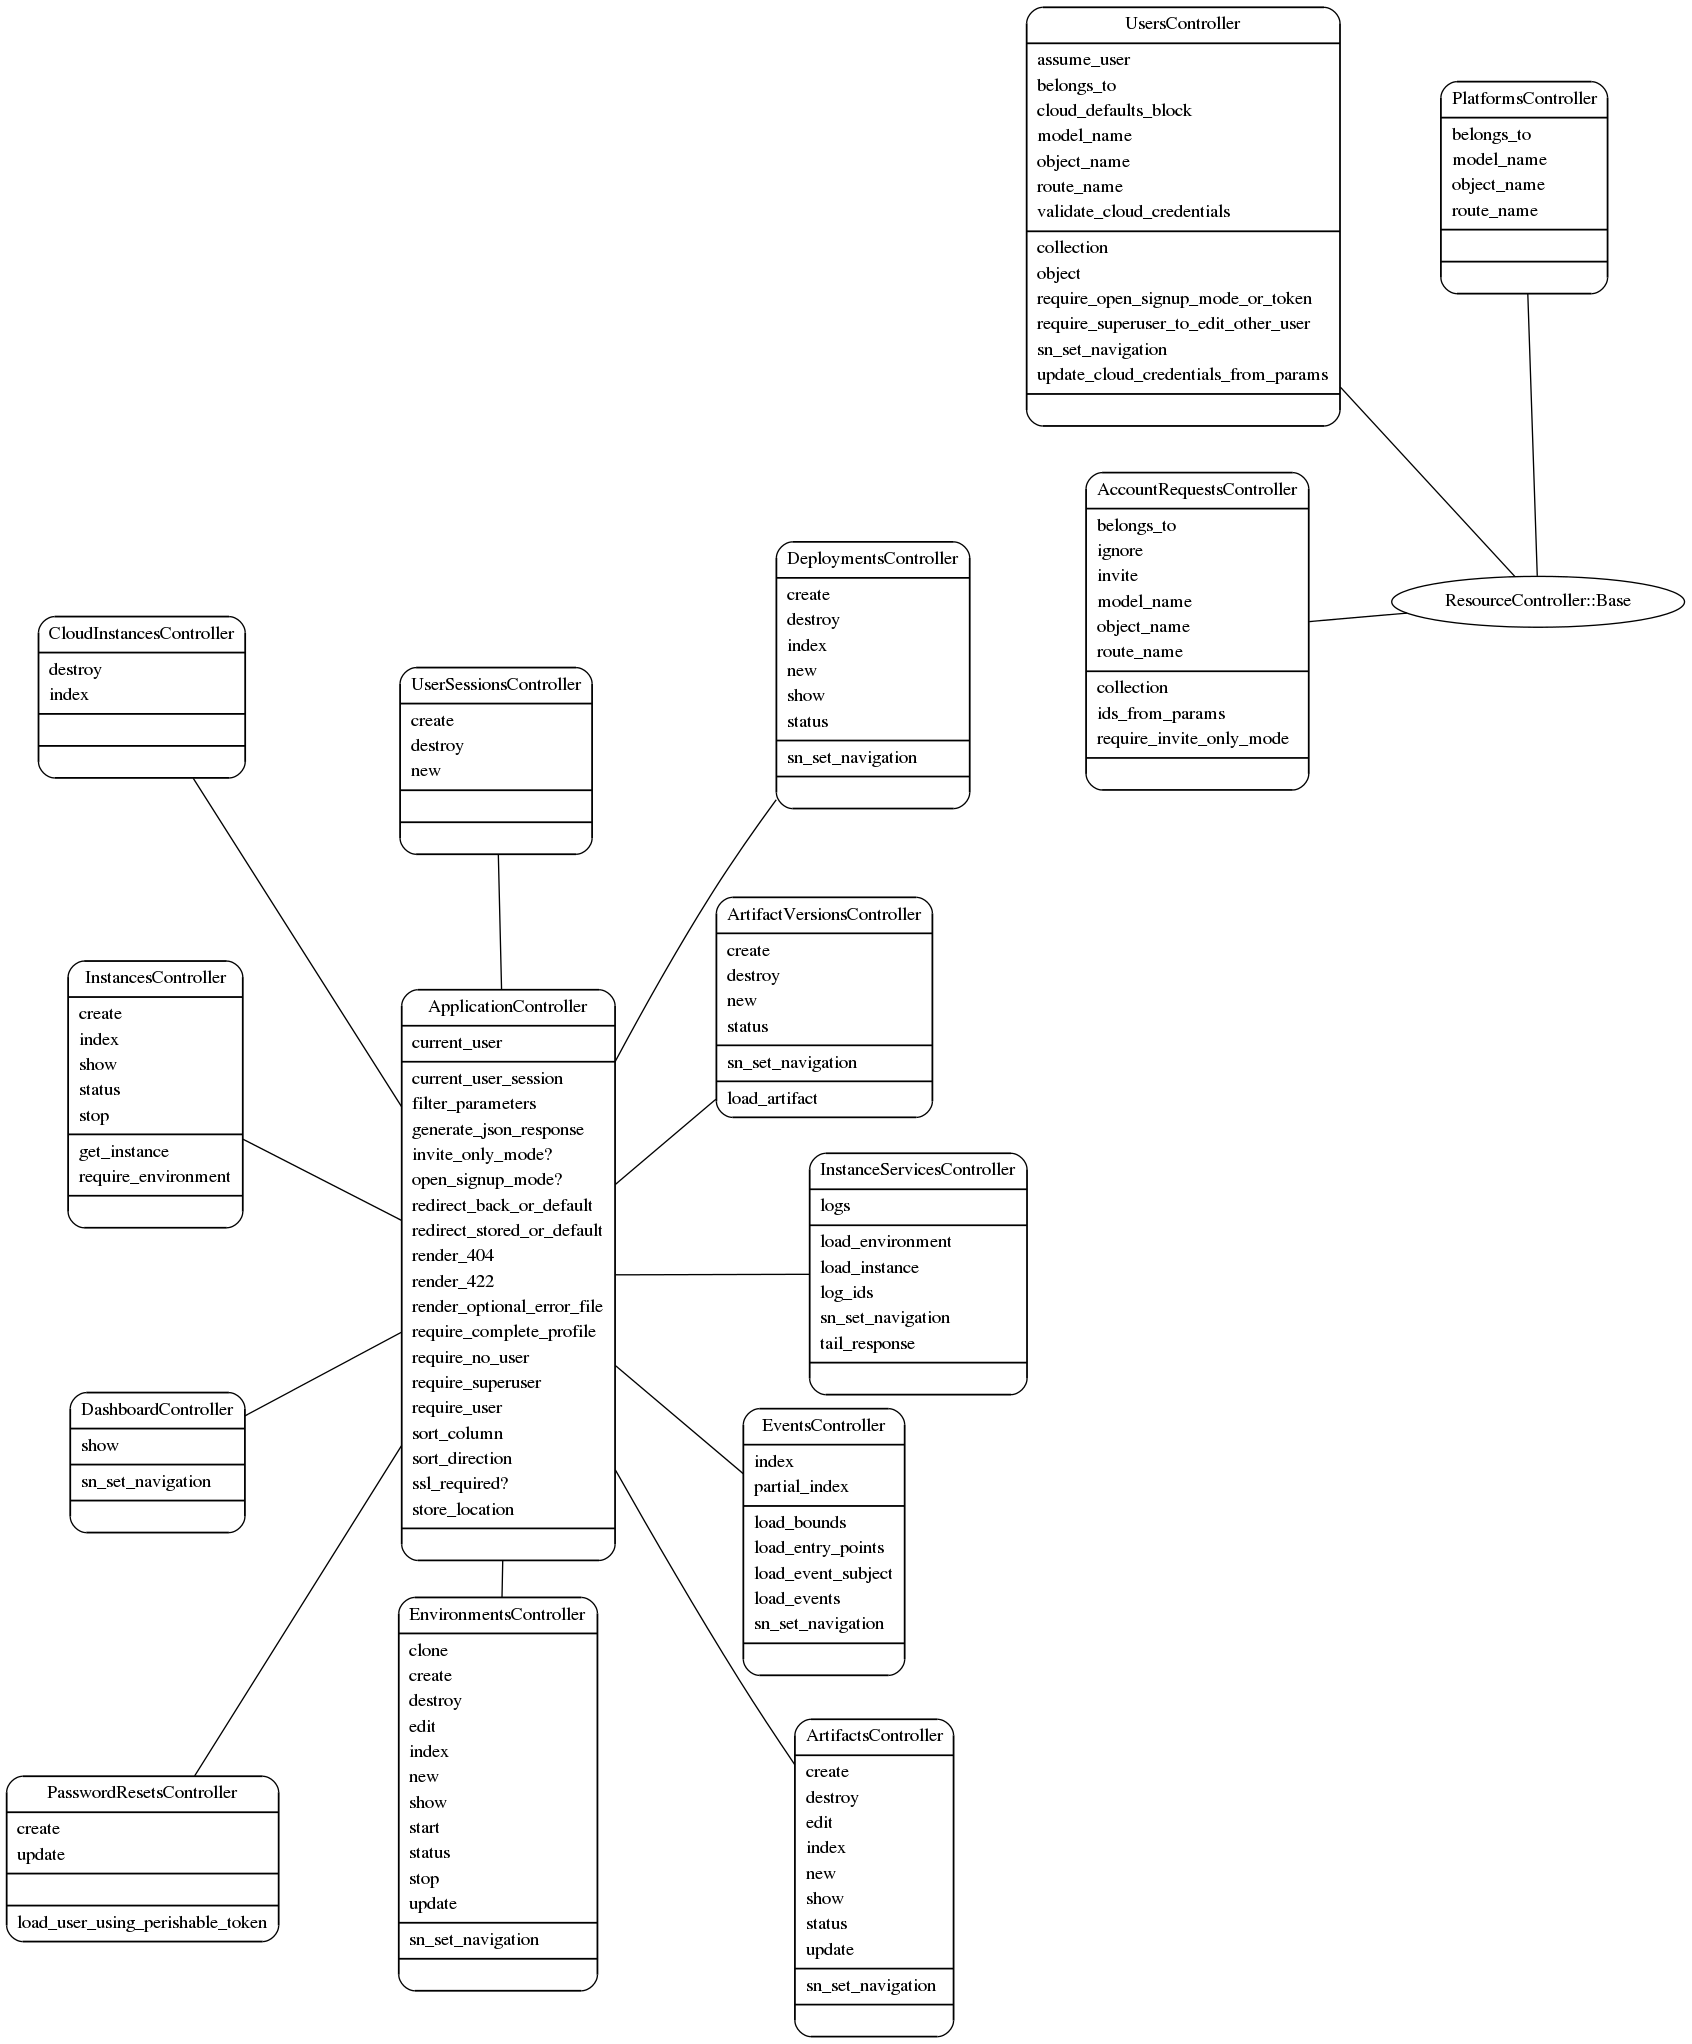 UsersController
assume_user
belongs_to
cloud_defaults_block
model_name
object_name
route_name
validate_cloud_credentials
collection
object
require_open_signup_mode_or_token
require_superuser_to_edit_other_user
sn_set_navigation
update_cloud_credentials_from_params
PlatformsController
belongs_to
model_name
object_name
route_name
AccountRequestsController
belongs_to
ignore
invite
model_name
object_name
route_name
collection
ids_from_params
require_invite_only_mode
ResourceController::Base
DeploymentsController
create
destroy
index
new
show
status
sn_set_navigation
CloudInstancesController
destroy
index
UserSessionsController
create
destroy
new
ArtifactVersionsController
create
destroy
new
status
sn_set_navigation
load_artifact
InstancesController
create
index
show
status
stop
get_instance
require_environment
ApplicationController
current_user
current_user_session
filter_parameters
generate_json_response
invite_only_mode?
open_signup_mode?
redirect_back_or_default
redirect_stored_or_default
render_404
render_422
render_optional_error_file
require_complete_profile
require_no_user
require_superuser
require_user
sort_column
sort_direction
ssl_required?
store_location
InstanceServicesController
logs
load_environment
load_instance
log_ids
sn_set_navigation
tail_response
DashboardController
show
sn_set_navigation
EventsController
index
partial_index
load_bounds
load_entry_points
load_event_subject
load_events
sn_set_navigation
EnvironmentsController
clone
create
destroy
edit
index
new
show
start
status
stop
update
sn_set_navigation
ArtifactsController
create
destroy
edit
index
new
show
status
update
sn_set_navigation
PasswordResetsController
create
update
load_user_using_perishable_token